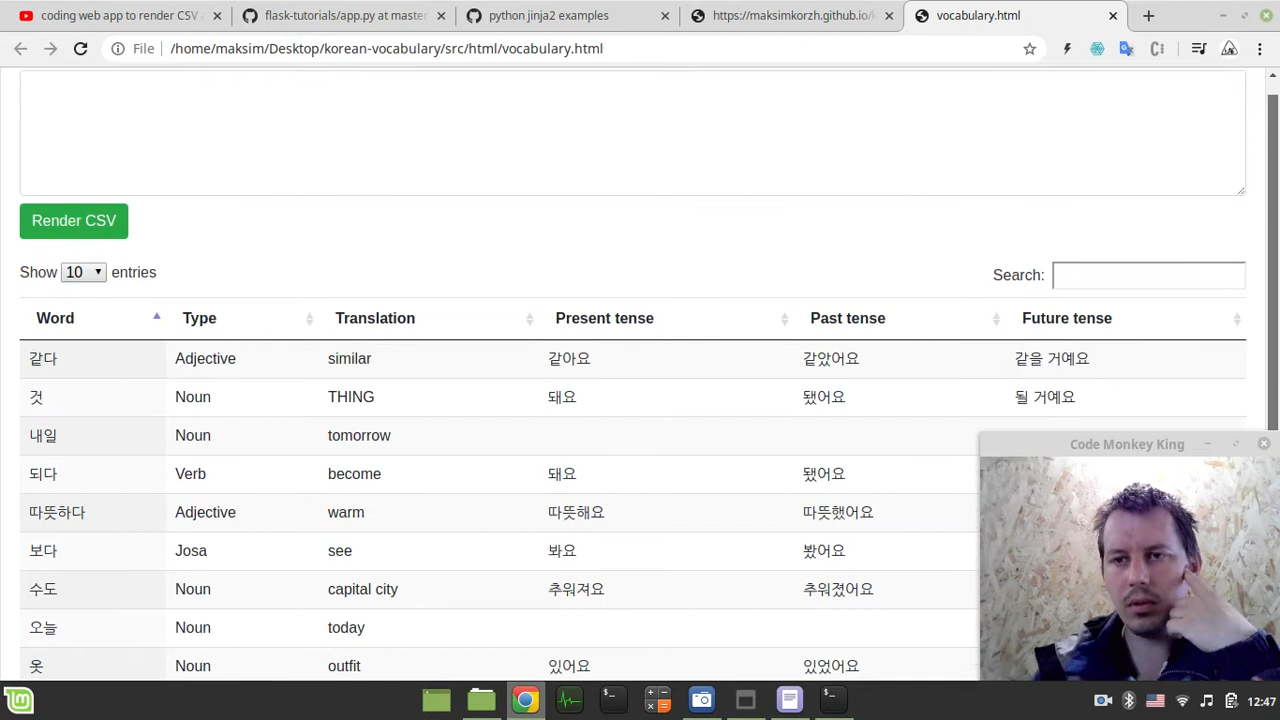 coding web app to render CSV a
flask-tutorials/app.py at master
python jinja2 examples
https://maksimkorzh.github.io/k
vocabulary.html
File
/home/maksim/Desktop/korean-vocabulary/src/html/vocabulary.html
Render CSV
Show 10 entries
Search:
Word Type Translation Present tense Past tense Future tense
같다 Adjective similar 같아요 같았어요 같을 거예요
것 Noun THING 돼요 됐어요 될 거예요
내일 Noun tomorrow
되다 Verb become 돼요 됐어요
따뜻하다 Adjective warm 따뜻해요 따뜻했어요
보다 Josa see 봐요 봤어요
수도 Noun capital city 추워져요 추워졌어요
오늘 Noun today
옷 Noun outfit 있어요 있었어요
Code Monkey King
12:47